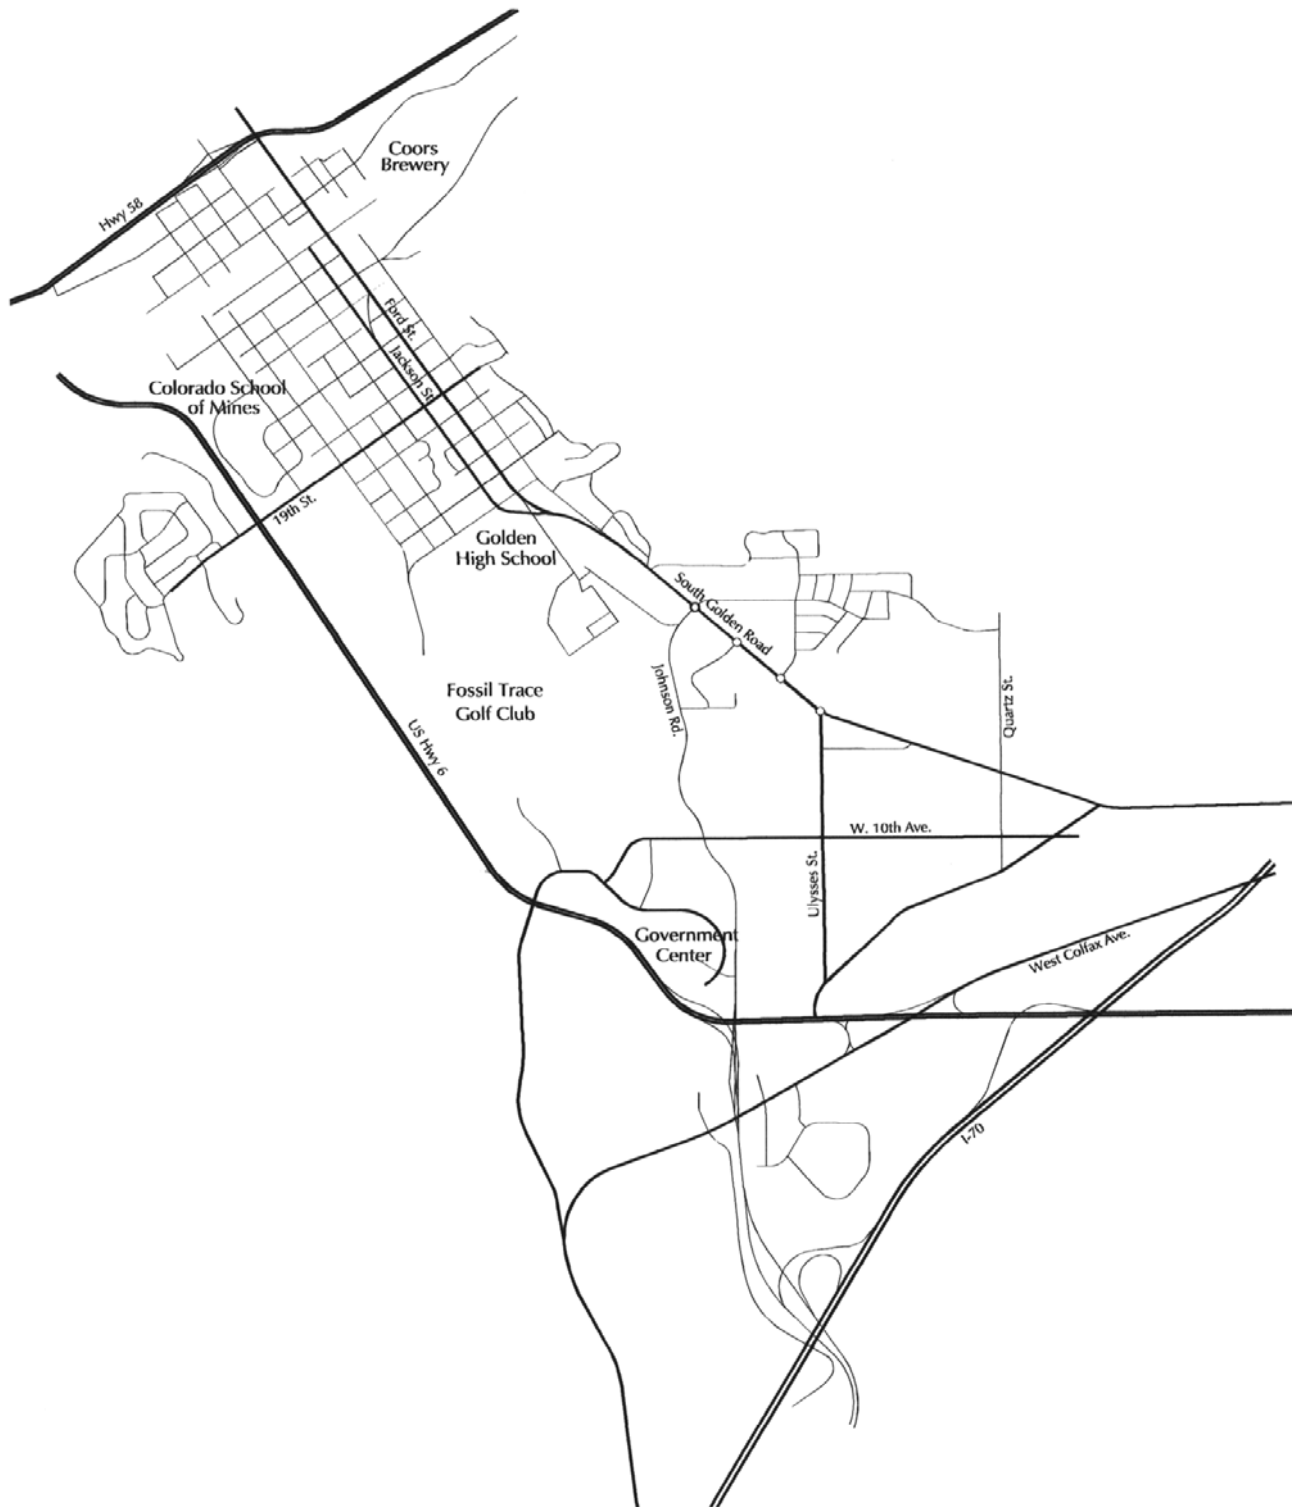 Coors
Brewery
Hwy 58
Ford St.
Jackson St.
Colorado School
of Mines
19th St.
Golden
High School
South Golden Road
Johnson Rd.
Fossil Trace
Golf Club
Quartz St.
US Hwy 6
W. 10th Ave.
Ulysses St.
Government
Center
West Colfax Ave.
I-70